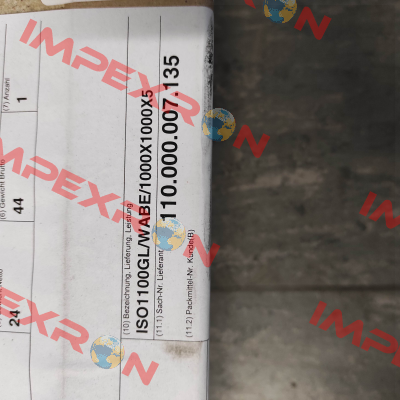 (7) Anzahl
1
(6) Gewicht Brutto
44
24
(10) Bezeichnung, Lieferung, Leistung
ISO1100GL/WABE/1000X1000X5
(11.1) Sach-Nr. Lieferant
110.000.007.135
(11.2) Packmittel-Nr. Kunde(B)
IMPEXRON
IMPEXRON
IMPEXRON
IMPEXRON